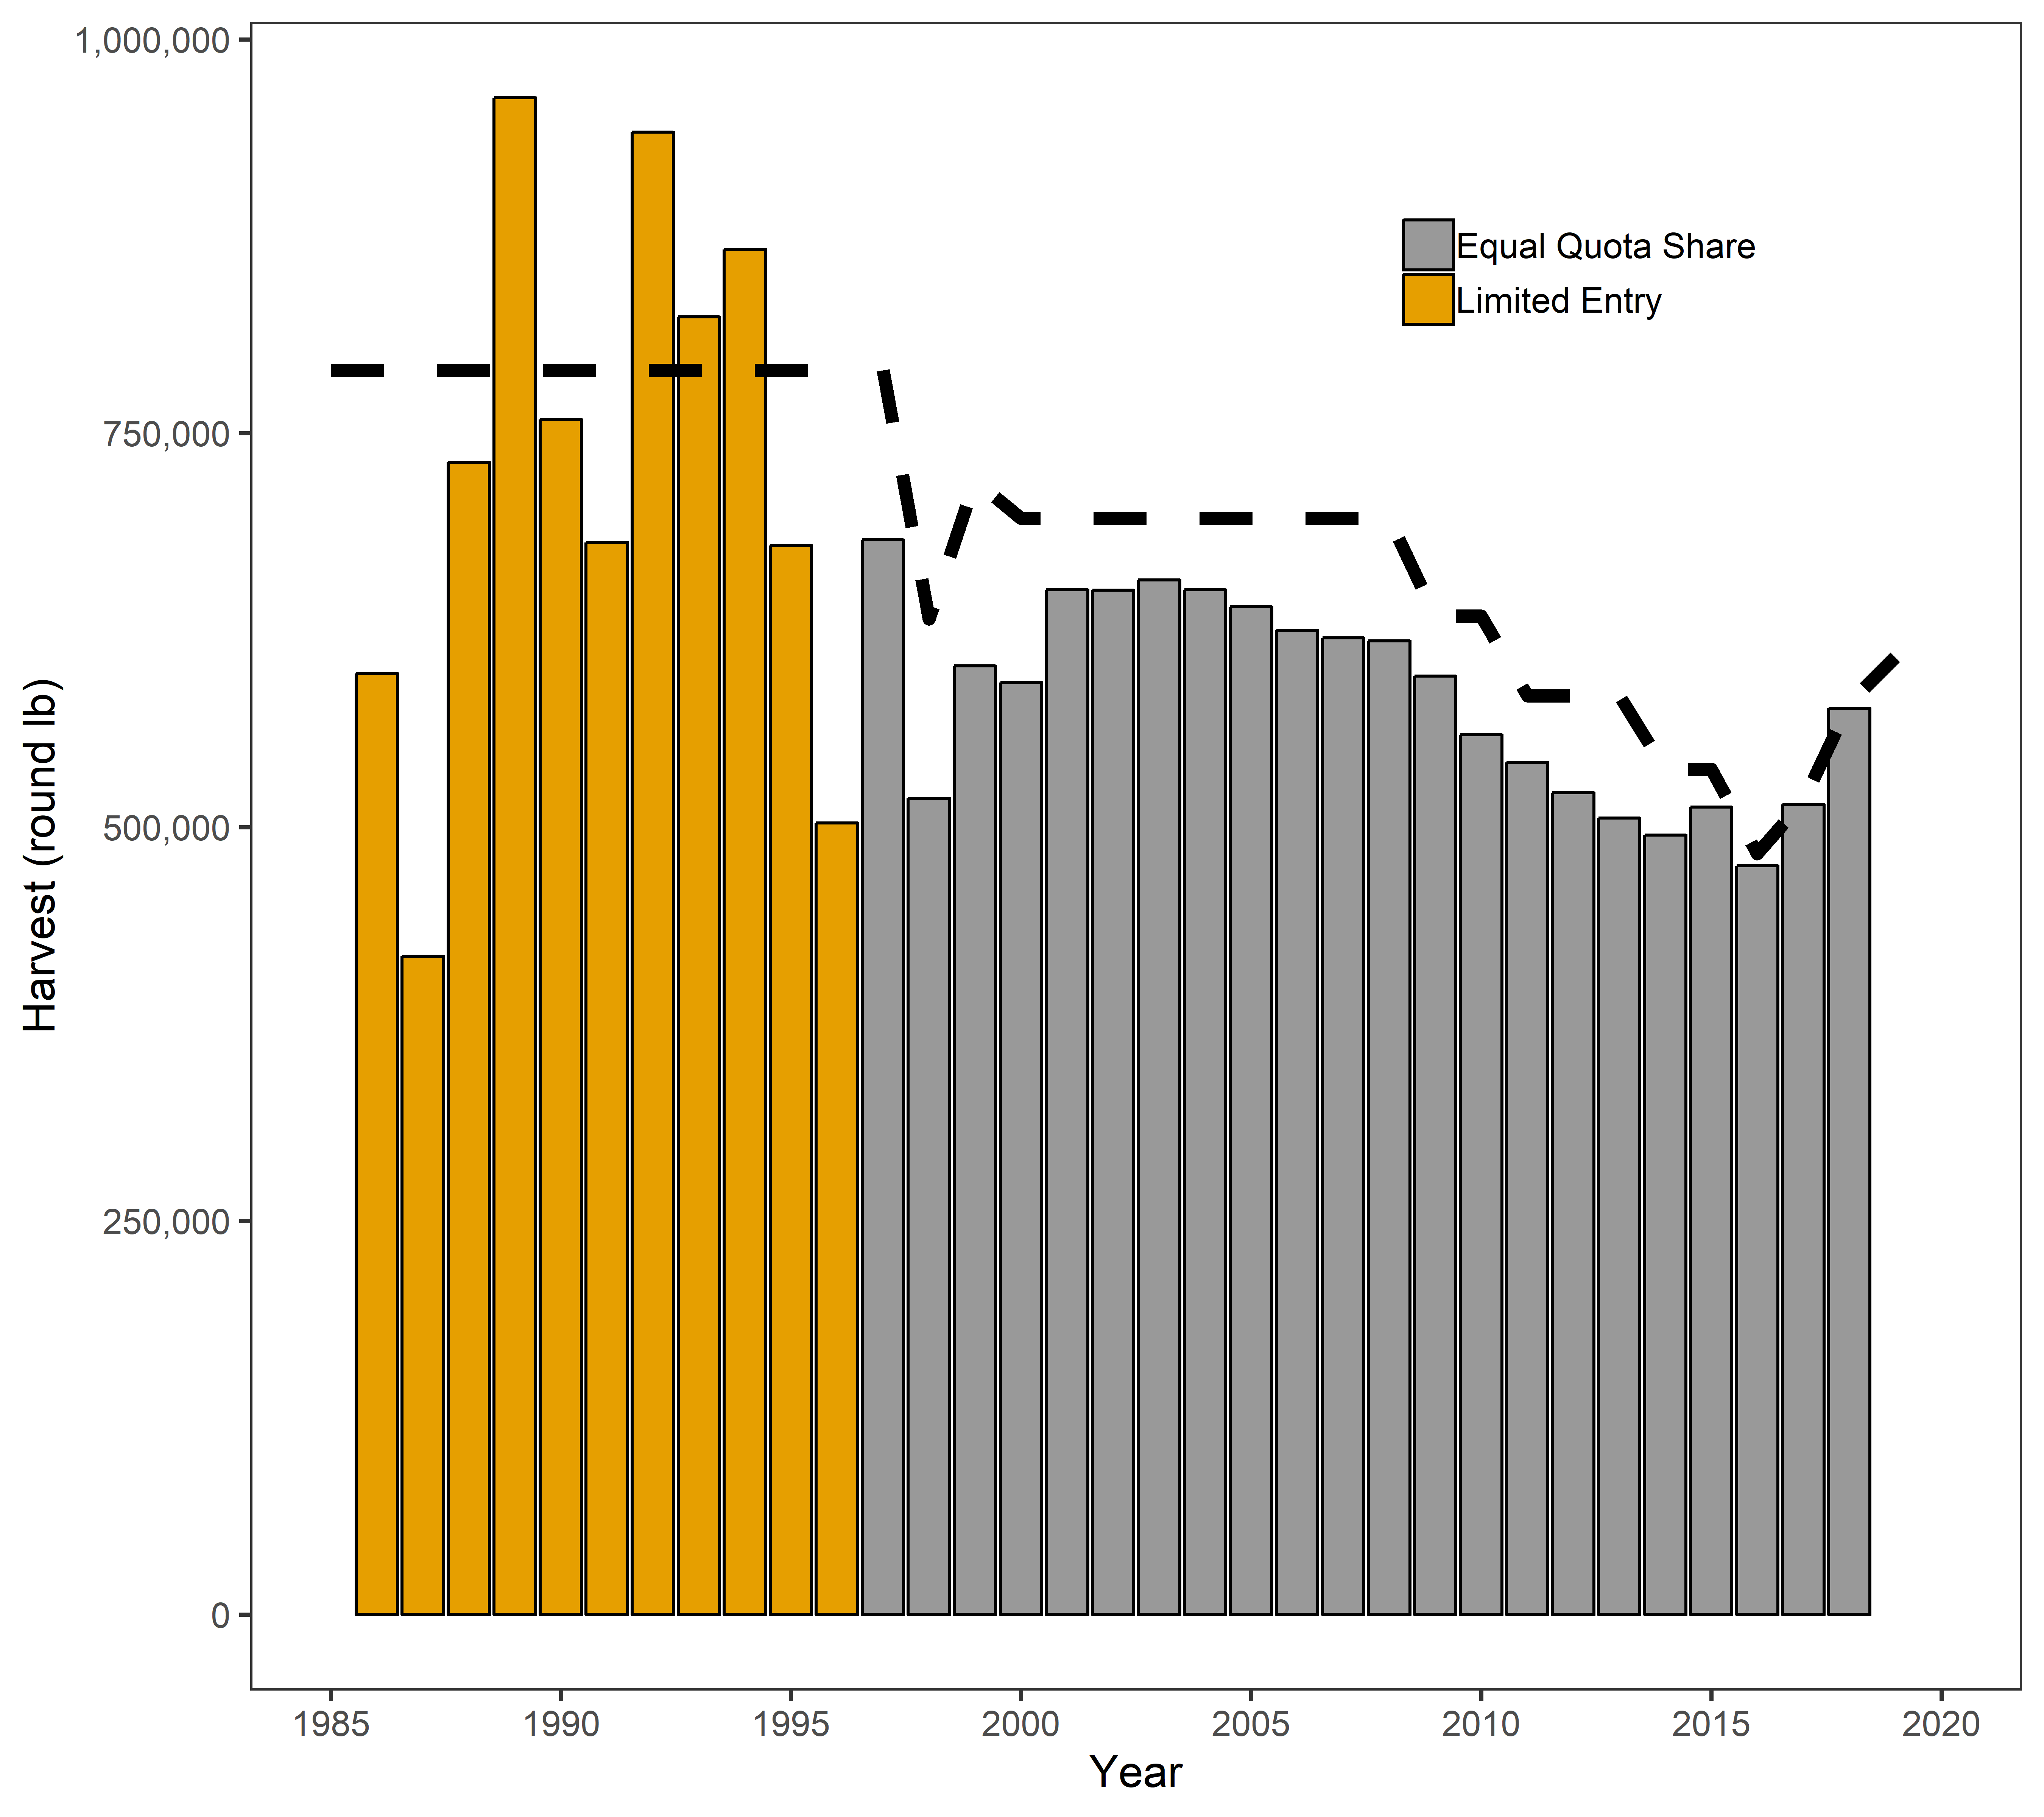 1,000,000
750,000
500,000
250,000
0
Harvest (round lb)
Equal Quota Share
Limited Entry
1985 1990 1995 2000 2005 2010 2015 2020
Year